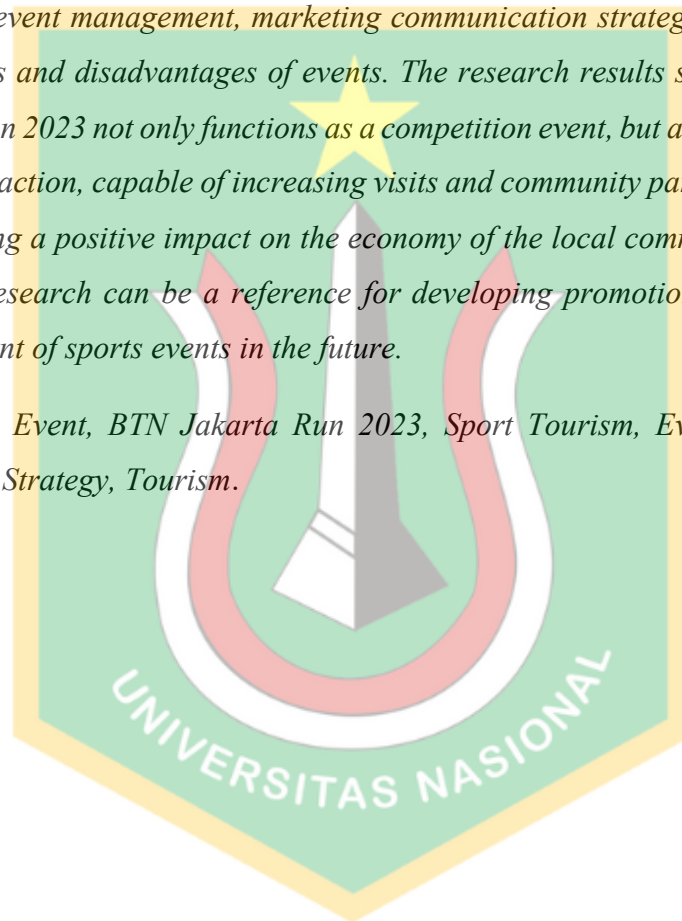 event management, marketing communication strateg
s and disadvantages of events. The research results s
n 2023 not only functions as a competition event, but a
action, capable of increasing visits and community pa
ng a positive impact on the economy of the local comm
esearch can be a reference for developing promotio
nt of sports events in the future.
Event, BTN Jakarta Run 2023, Sport Tourism, Ev
Strategy, Tourism.
UNIVERSITAS NASIONAL